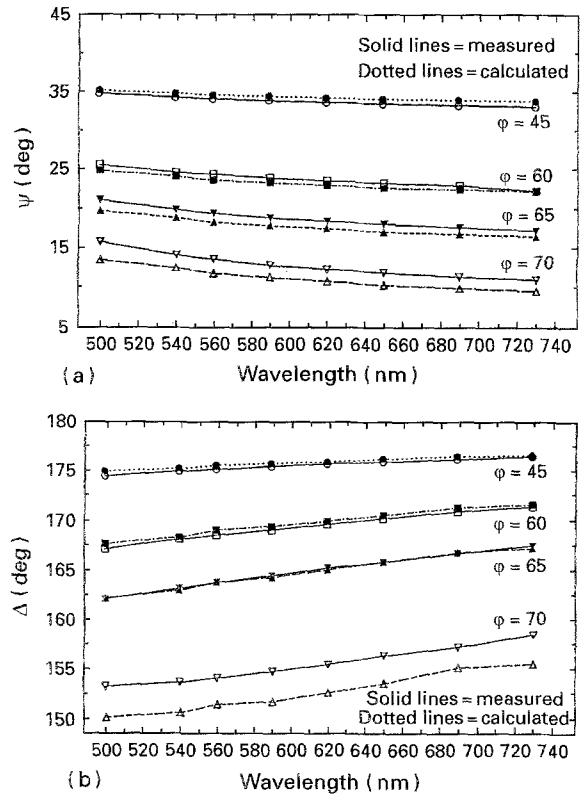 45
35
25
15
5
ψ (deg)
Solid lines = measured
Dotted lines = calculated
φ = 45
φ = 60
φ = 65
φ = 70
500 520 540 560 580 600 620 640 660 680 700 720 740
(a)
Wavelength (nm)
180
175
170
165
160
155
150
Δ (deg)
φ = 45
φ = 60
φ = 65
φ = 70
Solid lines = measured
Dotted lines = calculated
500 520 540 560 580 600 620 640 660 680 700 720 740
(b)
Wavelength (nm)